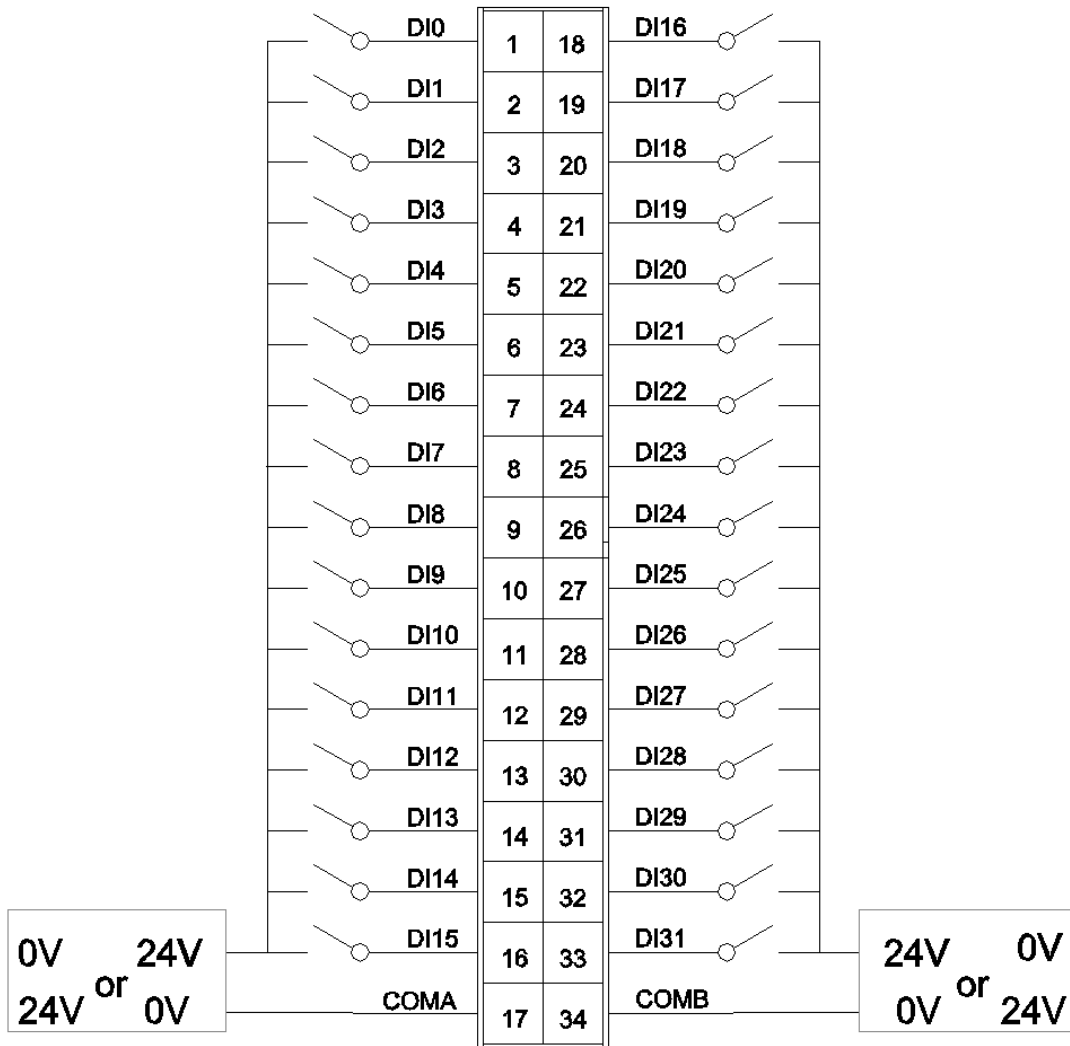 DI0 1 18 DI16
DI1 2 19 DI17
DI2 3 20 DI18
DI3 4 21 DI19
DI4 5 22 DI20
DI5 6 23 DI21
DI6 7 24 DI22
DI7 8 25 DI23
DI8 9 26 DI24
DI9 10 27 DI25
DI10 11 28 DI26
DI11 12 29 DI27
DI12 13 30 DI28
DI13 14 31 DI29
DI14 15 32 DI30
0V 24V DI15 16 33 DI31 24V 0V
or or
24V 0V COMA 17 34 COMB 0V 24V